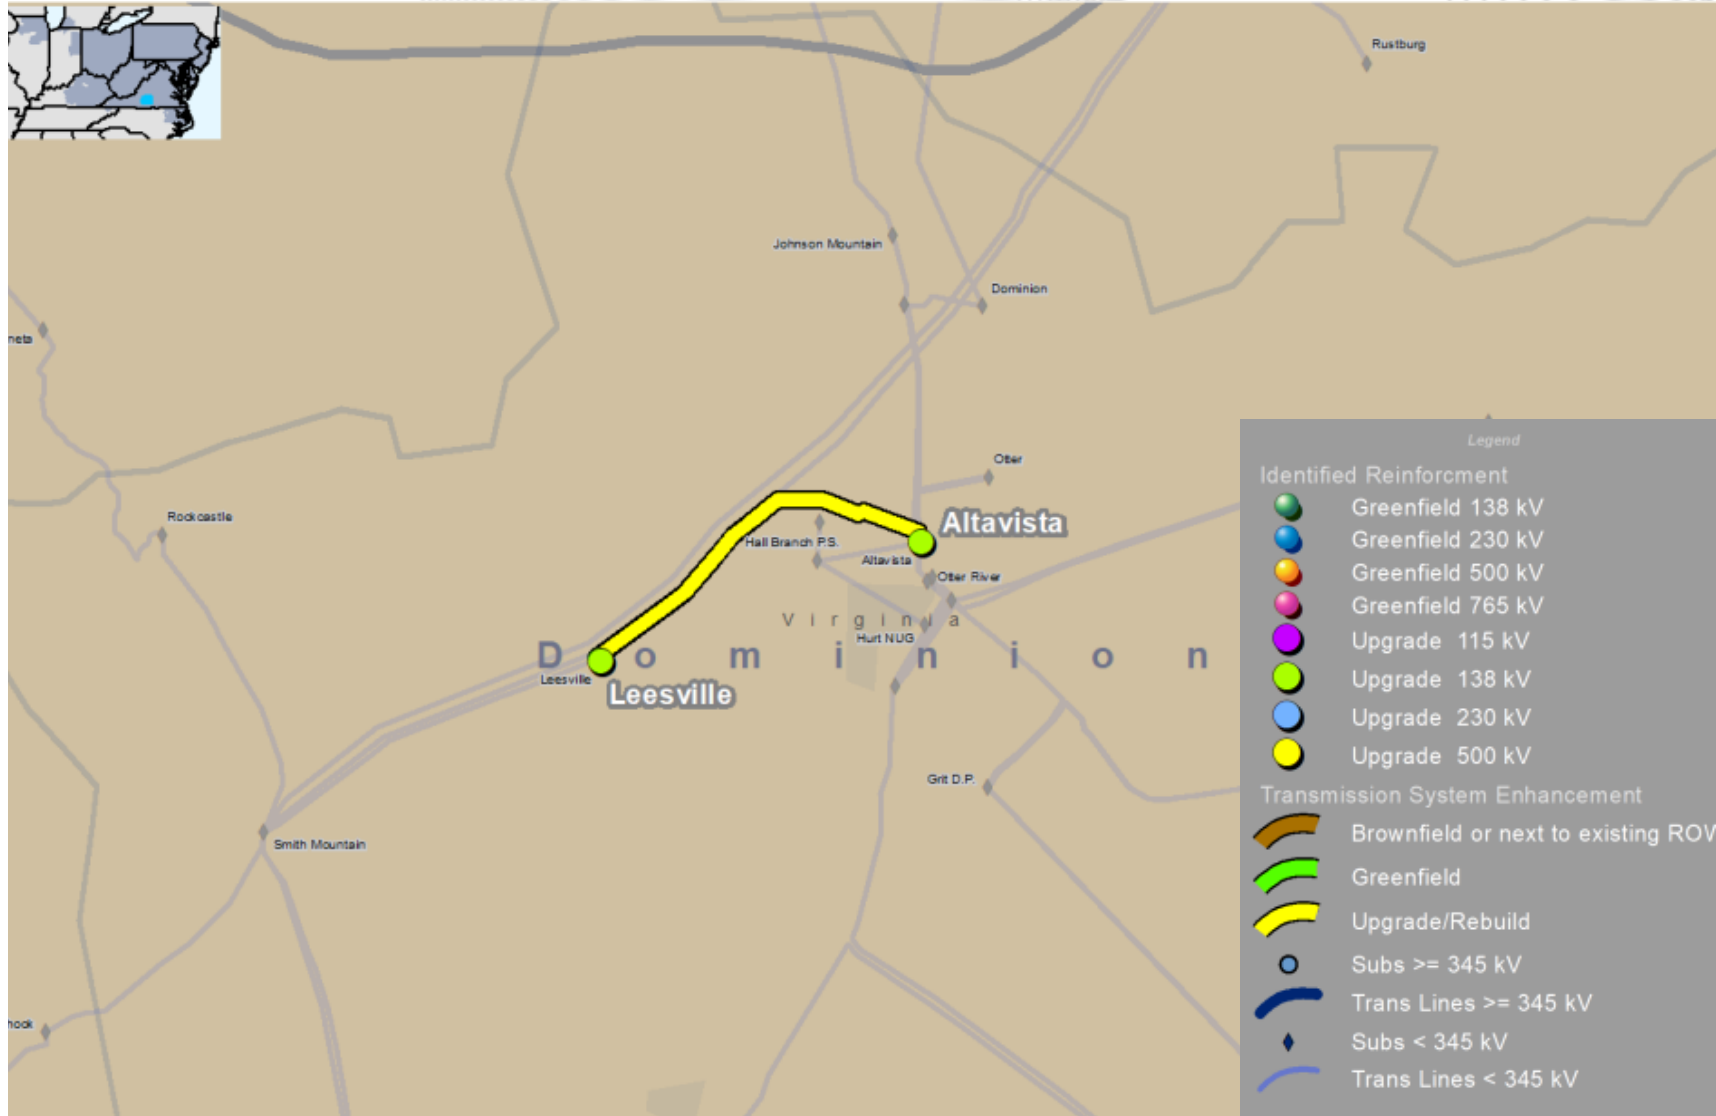 Rustburg
Johnson Mountain
Dominion
neta
Otter
Rockcastle
Altavista
Hall Branch P.S.
Altavista
Otter River
Virginia
Hurt NUG
Dominion
Leesville
Leesville
Grit D.P.
Smith Mountain
hook
Legend
Identified Reinforcment
Greenfield 138 kV
Greenfield 230 kV
Greenfield 500 kV
Greenfield 765 kV
Upgrade 115 kV
Upgrade 138 kV
Upgrade 230 kV
Upgrade 500 kV
Transmission System Enhancement
Brownfield or next to existing ROW
Greenfield
Upgrade/Rebuild
Subs >= 345 kV
Trans Lines >= 345 kV
Subs < 345 kV
Trans Lines < 345 kV